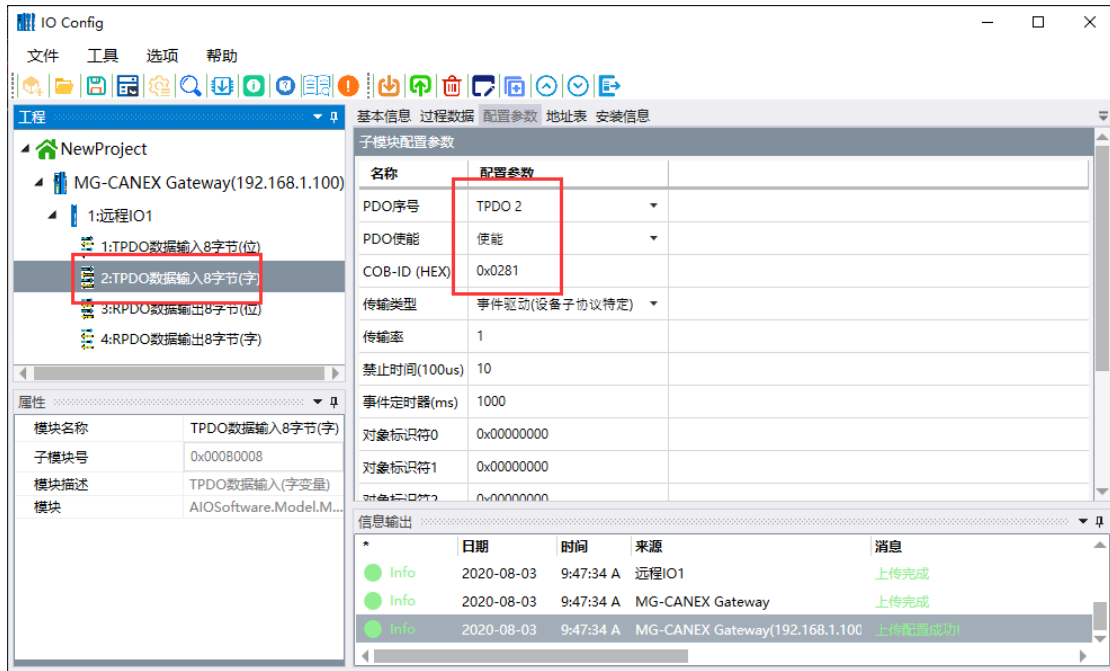 IO Config
文件 工具 选项 帮助
工程
NewProject
MG-CANEX Gateway(192.168.1.100)
1:远程IO1
1:TPDO数据输入8字节(位)
2:TPDO数据输入8字节(字)
3:RPDO数据输出8字节(位)
4:RPDO数据输出8字节(字)
属性
模块名称 TPDO数据输入8字节(字)
子模块号 0x000B0008
模块描述 TPDO数据输入(字变量)
模块 AIOSoftware.Model.M...
基本信息 过程数据 配置参数 地址表 安装信息
子模块配置参数
名称 配置参数
PDO序号 TPDO 2
PDO使能 使能
COB-ID (HEX) 0x0281
传输类型 事件驱动(设备子协议特定)
传输率 1
禁止时间(100us) 10
事件定时器(ms) 1000
对象标识符0 0x00000000
对象标识符1 0x00000000
对象标识符2 0x00000000
信息输出
* 日期 时间 来源 消息
Info 2020-08-03 9:47:34 A 远程IO1 上传完成
Info 2020-08-03 9:47:34 A MG-CANEX Gateway 上传完成
Info 2020-08-03 9:47:34 A MG-CANEX Gateway(192.168.1.100 上传配置成功!